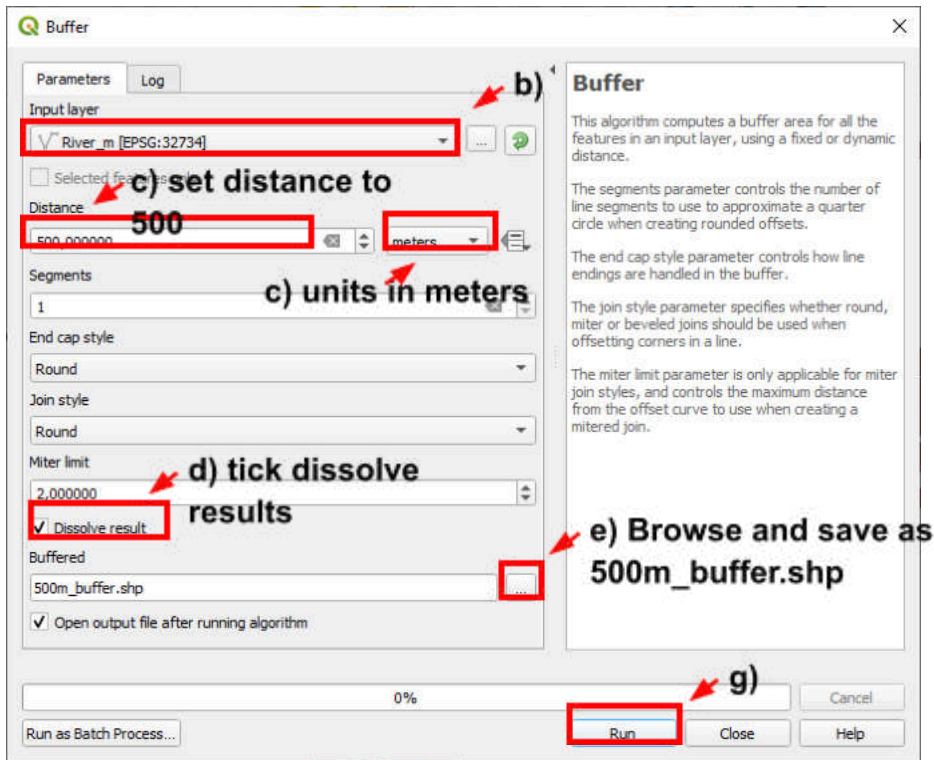 Buffer
Parameters Log
b)
Input layer
River_m [EPSG:32734]
...
Selected features only
c) set distance to
500
Distance
500,000000
meters
Segments
c) units in meters
1
End cap style
Round
Join style
Round
Miter limit
d) tick dissolve
results
2,000000
Dissolve result
Buffered
e) Browse and save as
500m_buffer.shp
500m_buffer.shp
...
Open output file after running algorithm
Buffer
This algorithm computes a buffer area for all the
features in an input layer, using a fixed or dynamic
distance.
The segments parameter controls the number of
line segments to use to approximate a quarter
circle when creating rounded offsets.
The end cap style parameter controls how line
endings are handled in the buffer.
The join style parameter specifies whether round,
miter or beveled joins should be used when
offsetting corners in a line.
The miter limit parameter is only applicable for miter
join styles, and controls the maximum distance
from the offset curve to use when creating a
mitered join.
0%
g)
Cancel
Run as Batch Process...
Run
Close
Help